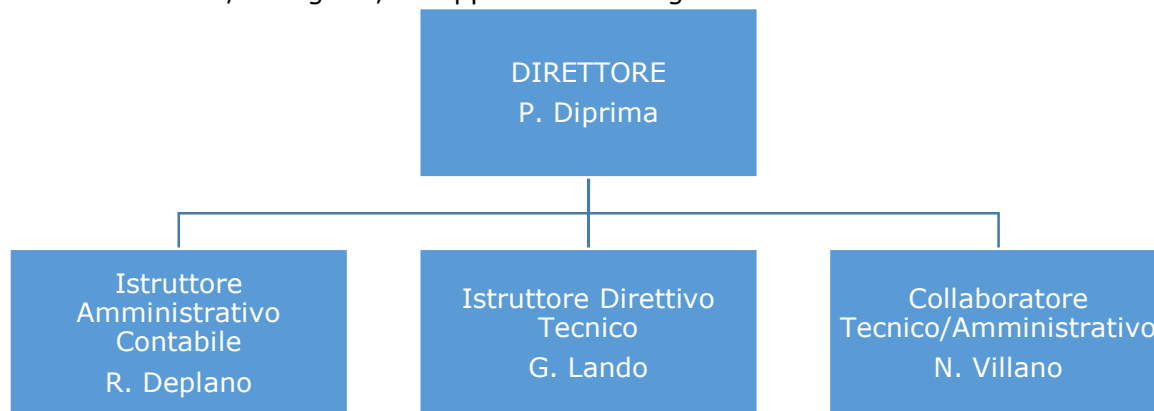 DIRETTORE
P. Diprima
Istruttore
Amministrativo
Contabile
R. Deplano
Istruttore Direttivo
Tecnico
G. Lando
Collaboratore
Tecnico/Amministrativo
N. Villano